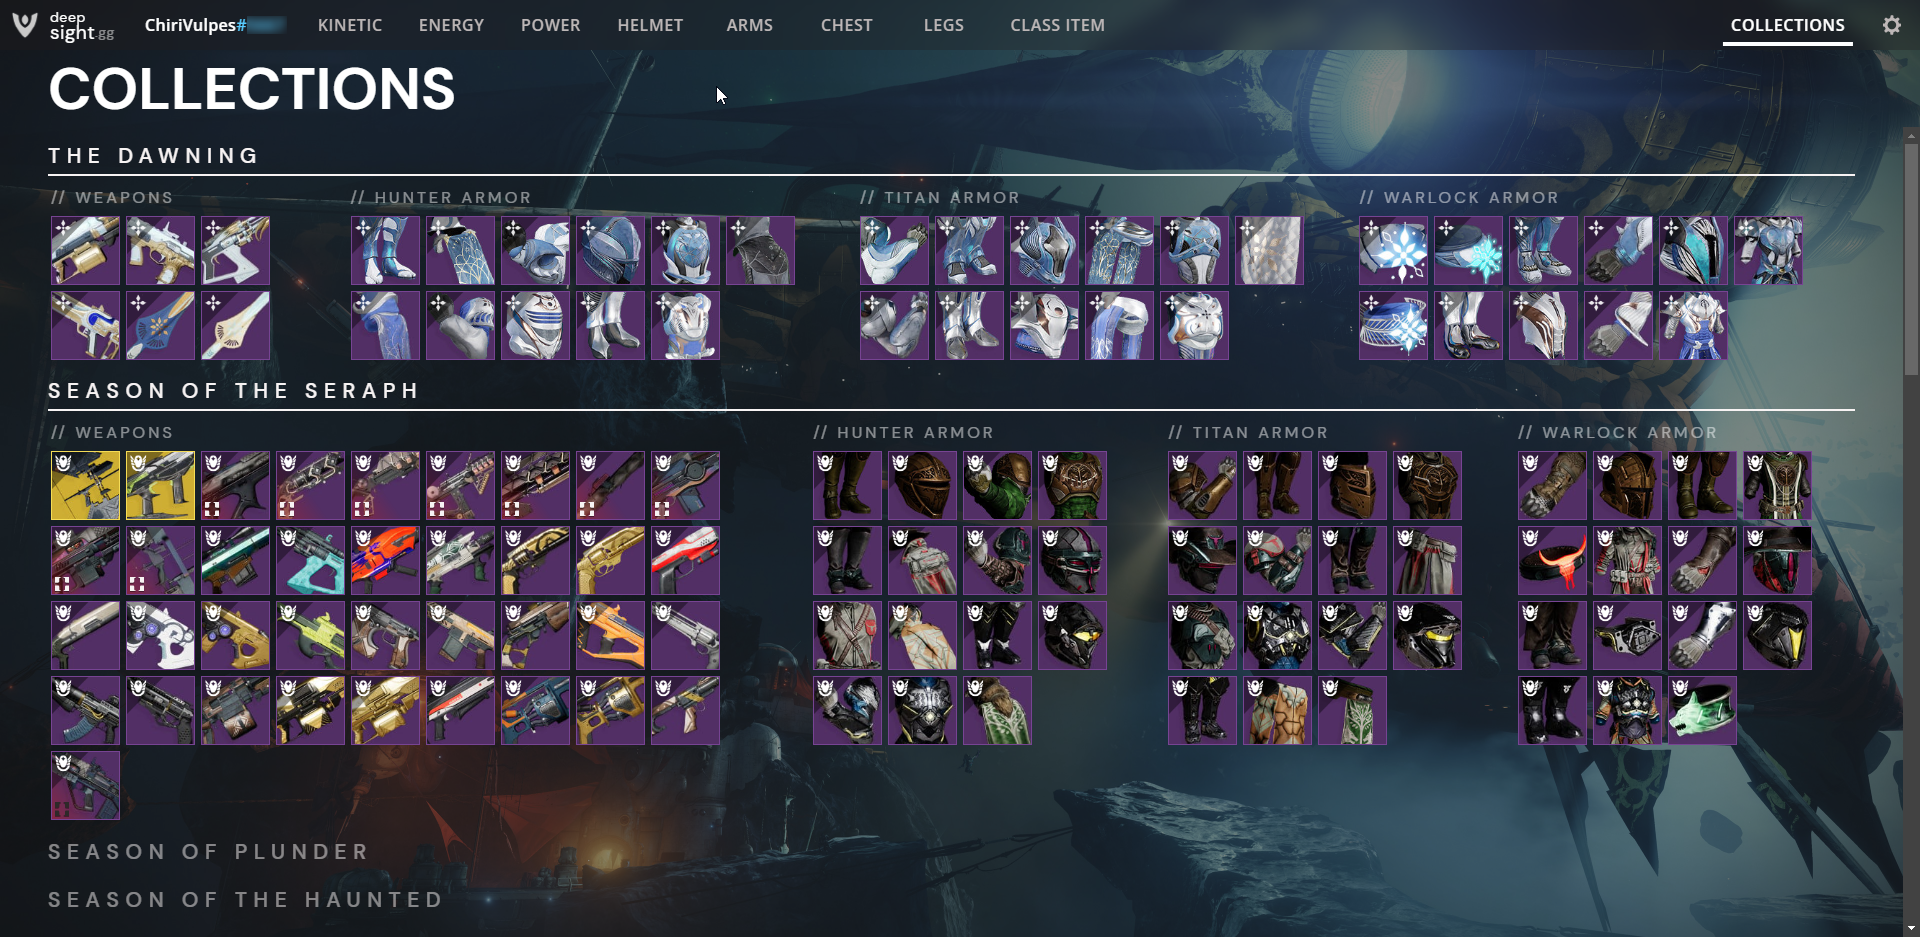 deep
sight.gg
ChiriVulpes#
KINETIC
ENERGY
POWER
HELMET
ARMS
CHEST
LEGS
CLASS ITEM
COLLECTIONS
COLLECTIONS
THE DAWNING
// WEAPONS
// HUNTER ARMOR
// TITAN ARMOR
// WARLOCK ARMOR
SEASON OF THE SERAPH
// WEAPONS
// HUNTER ARMOR
// TITAN ARMOR
// WARLOCK ARMOR
SEASON OF PLUNDER
SEASON OF THE HAUNTED